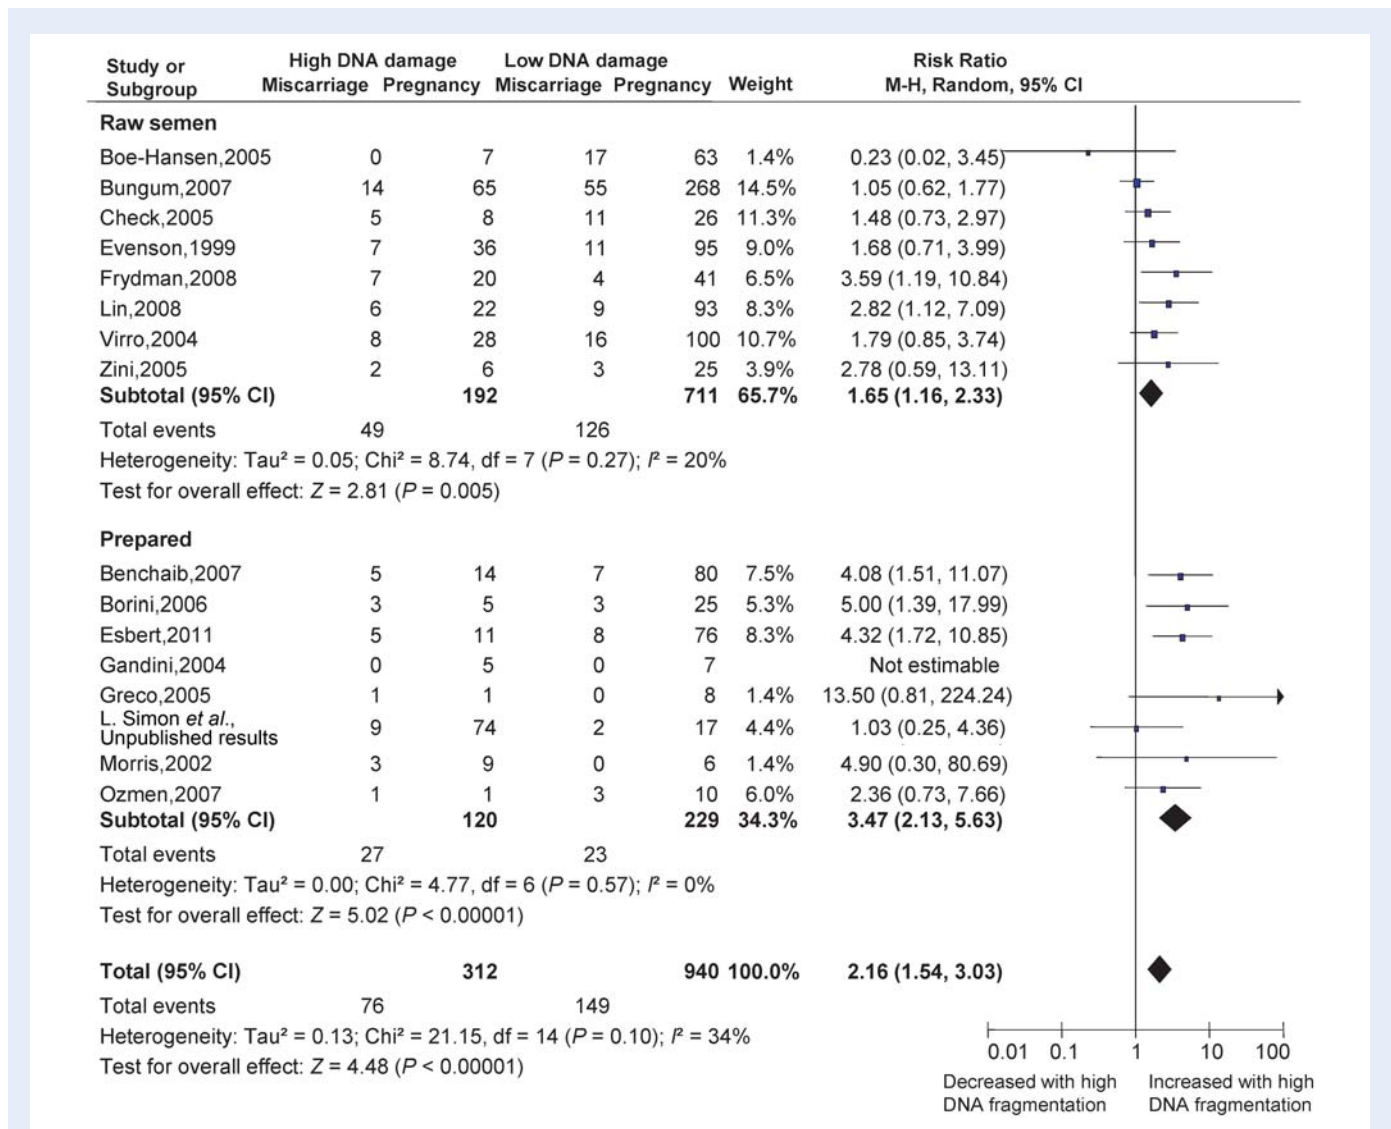 High DNA damage Low DNA damage Risk Ratio
Study or Subgroup Miscarriage Pregnancy Miscarriage Pregnancy Weight M-H, Random, 95% CI
Raw semen
Boe-Hansen,2005 0 7 17 63 1.4% 0.23 (0.02, 3.45)
Bungum,2007 14 65 55 268 14.5% 1.05 (0.62, 1.77)
Check,2005 5 8 11 26 11.3% 1.48 (0.73, 2.97)
Evenson,1999 7 36 11 95 9.0% 1.68 (0.71, 3.99)
Frydman,2008 7 20 4 41 6.5% 3.59 (1.19, 10.84)
Lin,2008 6 22 9 93 8.3% 2.82 (1.12, 7.09)
Virro,2004 8 28 16 100 10.7% 1.79 (0.85, 3.74)
Zini,2005 2 6 3 25 3.9% 2.78 (0.59, 13.11)
Subtotal (95% CI) 192 711 65.7% 1.65 (1.16, 2.33)
Total events 49 126
Heterogeneity: Tau² = 0.05; Chi² = 8.74, df = 7 (P = 0.27); I² = 20%
Test for overall effect: Z = 2.81 (P = 0.005)
Prepared
Benchaib,2007 5 14 7 80 7.5% 4.08 (1.51, 11.07)
Borini,2006 3 5 3 25 5.3% 5.00 (1.39, 17.99)
Esbert,2011 5 11 8 76 8.3% 4.32 (1.72, 10.85)
Gandini,2004 0 5 0 7 Not estimable
Greco,2005 1 1 0 8 1.4% 13.50 (0.81, 224.24)
L. Simon et al.,
Unpublished results 9 74 2 17 4.4% 1.03 (0.25, 4.36)
Morris,2002 3 9 0 6 1.4% 4.90 (0.30, 80.69)
Ozmen,2007 1 1 3 10 6.0% 2.36 (0.73, 7.66)
Subtotal (95% CI) 120 229 34.3% 3.47 (2.13, 5.63)
Total events 27 23
Heterogeneity: Tau² = 0.00; Chi² = 4.77, df = 6 (P = 0.57); I² = 0%
Test for overall effect: Z = 5.02 (P < 0.00001)
Total (95% CI) 312 940 100.0% 2.16 (1.54, 3.03)
Total events 76 149
Heterogeneity: Tau² = 0.13; Chi² = 21.15, df = 14 (P = 0.10); I² = 34%
Test for overall effect: Z = 4.48 (P < 0.00001)
0.01 0.1 1 10 100
Decreased with high Increased with high
DNA fragmentation DNA fragmentation